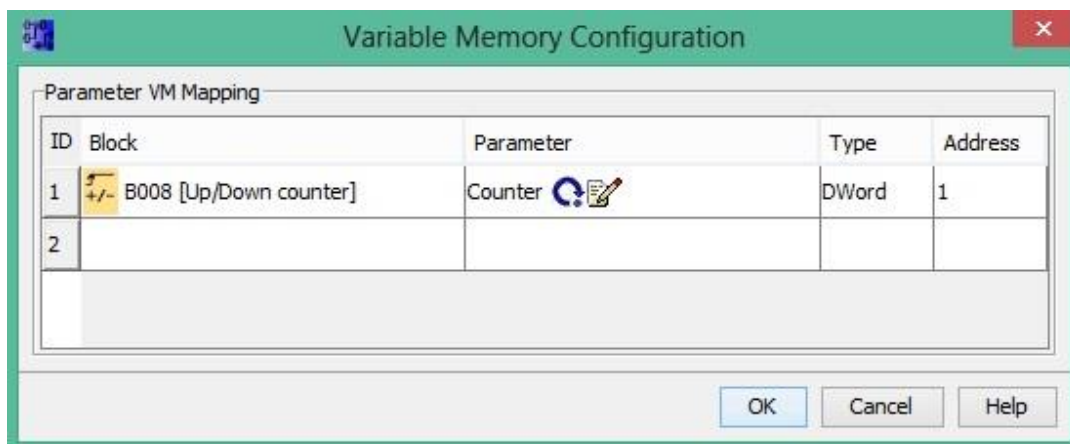 Variable Memory Configuration
Parameter VM Mapping
ID Block Parameter Type Address
1 +/- B008 [Up/Down counter] Counter DWord 1
2
OK Cancel Help